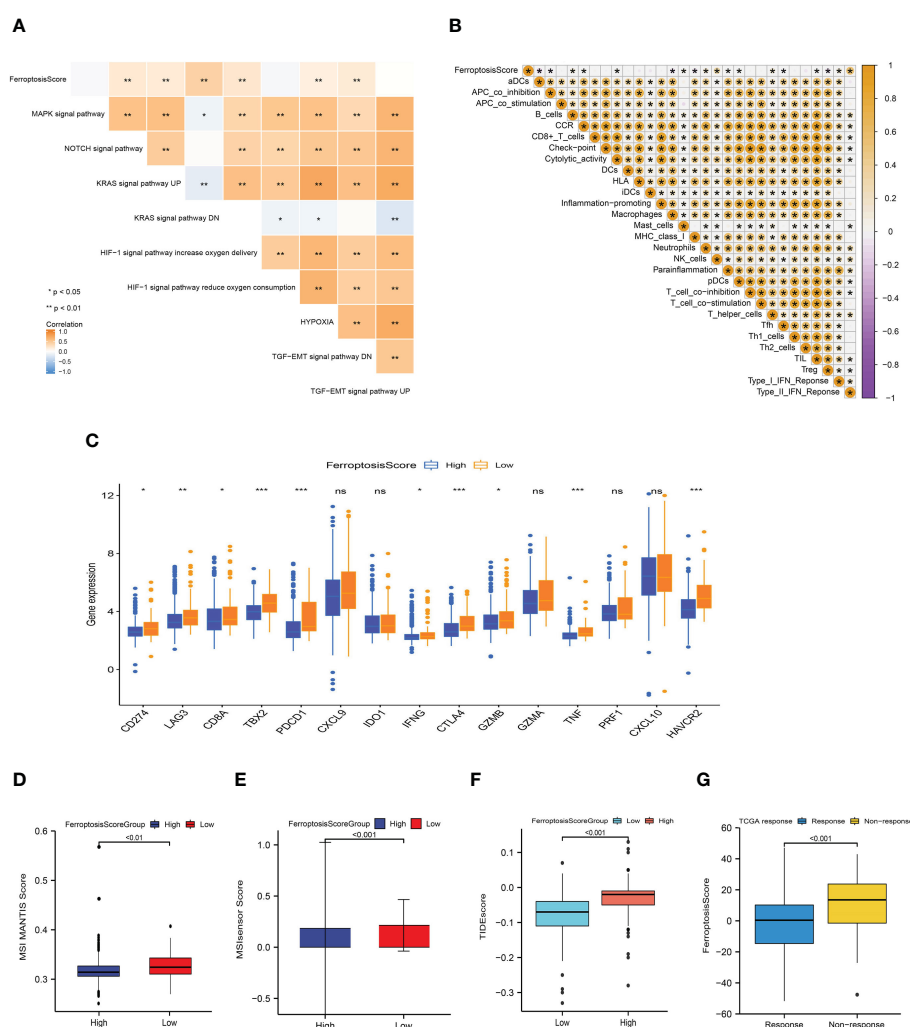 A
FerroptosisScore
** ** ** ** ** **
MAPK signal pathway
** ** * ** ** ** ** **
NOTCH signal pathway
** ** ** ** ** **
KRAS signal pathway UP
** ** ** ** ** **
KRAS signal pathway DN
* * **
HIF−1 signal pathway increase oxygen delivery
** ** ** **
HIF−1 signal pathway reduce oxygen consumption
** ** **
HYPOXIA
** **
TGF−EMT signal pathway DN
**
TGF−EMT signal pathway UP
* p < 0.05
** p < 0.01
Correlation
1.0
0.5
0.0
−0.5
−1.0
B
FerroptosisScore
aDCs
APC_co_inhibition
APC_co_stimulation
B_cells
CCR
CD8+_T_cells
Check−point
Cytolytic_activity
DCs
HLA
iDCs
Inflammation−promoting
Macrophages
Mast_cells
MHC_class_I
Neutrophils
NK_cells
Parainflammation
pDCs
T_cell_co−inhibition
T_cell_co−stimulation
T_helper_cells
Tfh
Th1_cells
Th2_cells
TIL
Treg
Type_I_IFN_Reponse
Type_II_IFN_Reponse
1
0.8
0.6
0.4
0.2
0
−0.2
−0.4
−0.6
−0.8
−1
C
FerroptosisScore High Low
* ** * *** *** ns ns * *** * ns *** ns ns ***
Gene expression
12
8
4
0
CD274 LAG3 CD8A TBX2 PDCD1 CXCL9 IDO1 IFNG CTLA4 GZMB GZMA TNF PRF1 CXCL10 HAVCR2
D
FerroptosisScoreGroup High Low
<0.01
MSI MANTIS Score
0.6
0.5
0.4
0.3
High Low
E
FerroptosisScoreGroup High Low
<0.001
MSIsensor Score
1.0
0.5
0.0
−0.5
High Low
F
FerroptosisScoreGroup Low High
<0.001
TIDEscore
0.1
0.0
−0.1
−0.2
−0.3
Low High
G
TCGA response Response Non−response
<0.001
FerroptosisScore
60
40
20
0
−20
−40
−60
Response Non−response